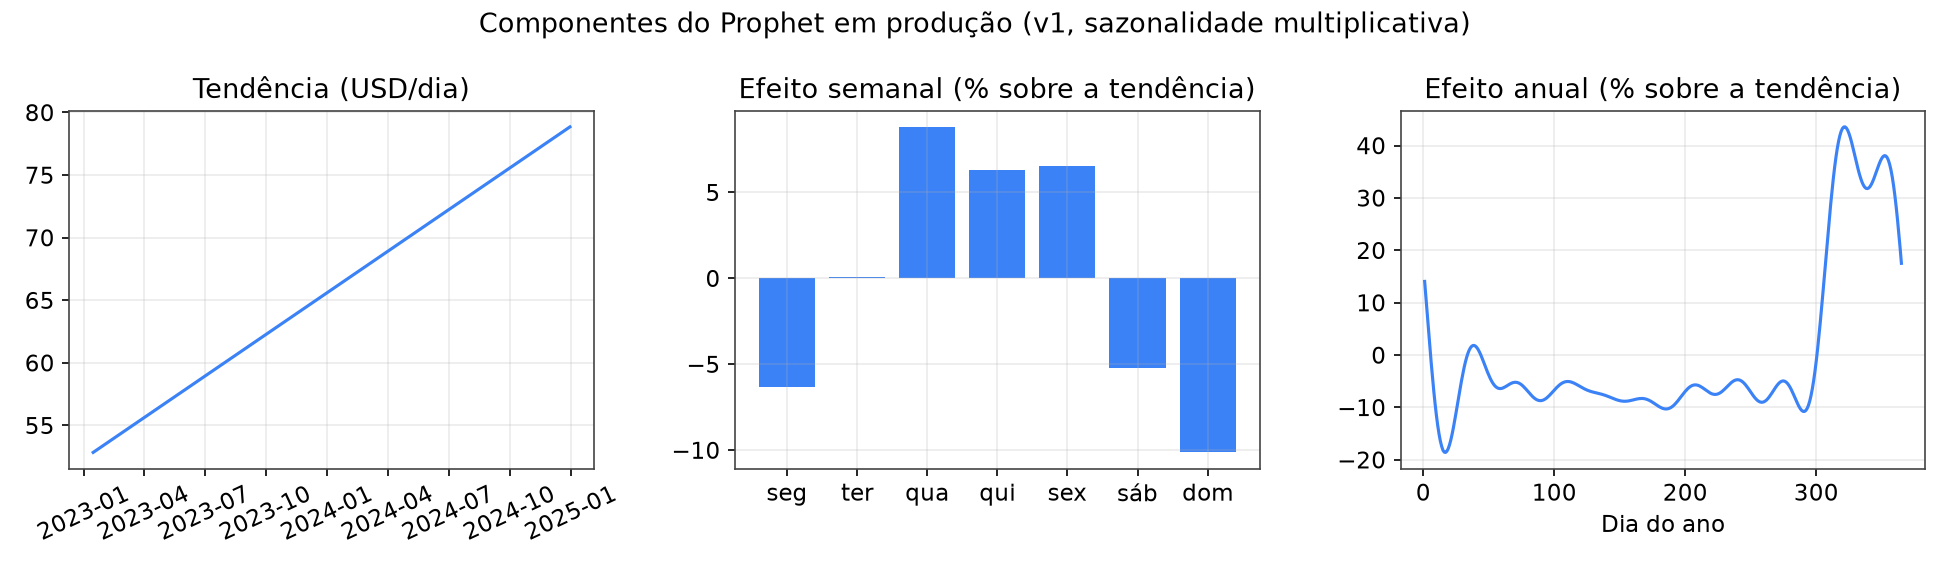 Componentes do Prophet em produção (v1, sazonalidade multiplicativa)
Tendência (USD/dia)
80
75
70
65
60
55
2023-01
2023-04
2023-07
2023-10
2024-01
2024-04
2024-07
2024-10
2025-01
Efeito semanal (% sobre a tendência)
5
0
−5
−10
seg
ter
qua
qui
sex
sáb
dom
Efeito anual (% sobre a tendência)
40
30
20
10
0
−10
−20
0
100
200
300
Dia do ano